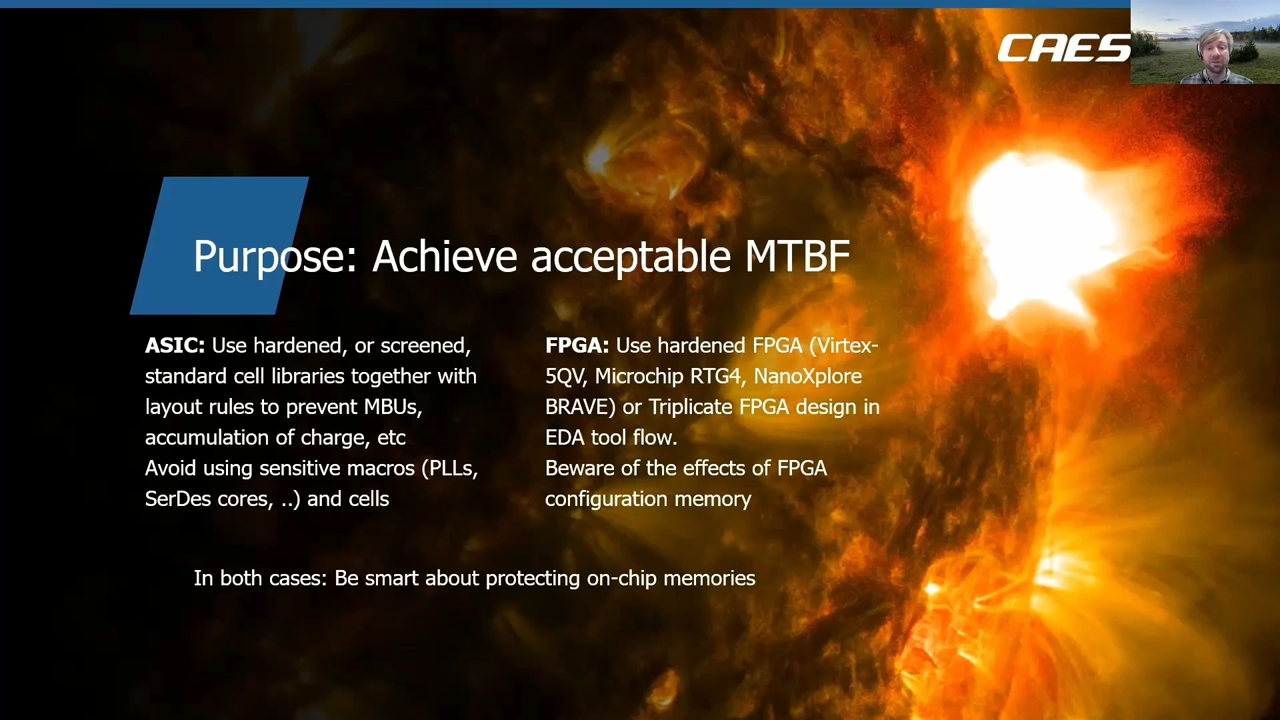 CAES
Purpose: Achieve acceptable MTBF
ASIC: Use hardened, or screened,
standard cell libraries together with
layout rules to prevent MBUs,
accumulation of charge, etc
Avoid using sensitive macros (PLLs,
SerDes cores, ..) and cells
FPGA: Use hardened FPGA (Virtex-
5QV, Microchip RTG4, NanoXplore
BRAVE) or Triplicate FPGA design in
EDA tool flow.
Beware of the effects of FPGA
configuration memory
In both cases: Be smart about protecting on-chip memories